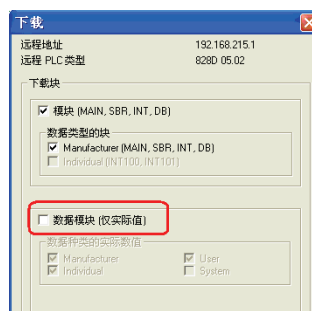 下载
远程地址 192.168.215.1
远程 PLC 类型 828D 05.02
下载块
模块 (MAIN, SBR, INT, DB)
数据类型的块
Manufacturer (MAIN, SBR, INT, DB)
Individual (INT100, INT101)
数据模块 (仅实际值)
数据种类的实际数值
Manufacturer User
Individual System